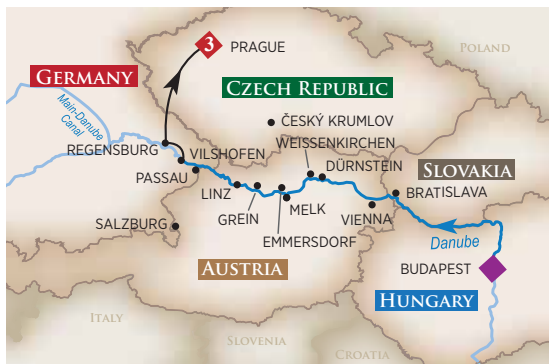 3 PRAGUE
POLAND
GERMANY
CZECH REPUBLIC
Main-Danube
Canal
ČESKÝ KRUMLOV
WEISSENKIRCHEN
REGENSBURG
VILSHOFEN
DÜRNSTEIN
SLOVAKIA
PASSAU
LINZ
BRATISLAVA
GREIN
MELK
VIENNA
SALZBURG
EMMERSDORF
Danube
AUSTRIA
BUDAPEST
HUNGARY
ITALY
SLOVENIA
CROATIA